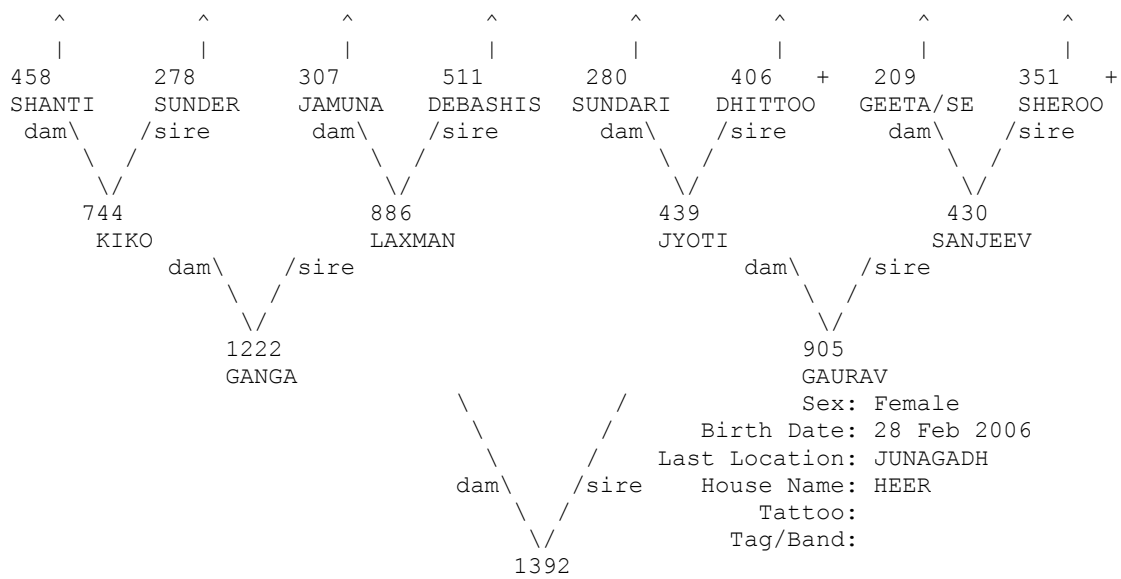 ^ ^ ^ ^ ^ ^ ^ ^
| | | | | | | |
458 278 307 511 280 406 + 209 351 +
SHANTI SUNDER JAMUNA DEBASHIS SUNDARI DHITTOO GEETA/SE SHEROO
dam\ /sire dam\ /sire dam\ /sire dam\ /sire
\ / \ / \ / \ /
\/ \/ \/ \/
744 886 439 430
KIKO LAXMAN JYOTI SANJEEV
dam\ /sire dam\ /sire
\ / \ /
\/ \/
1222 905
GANGA GAURAV
\ / Sex: Female
\ / Birth Date: 28 Feb 2006
\ / Last Location: JUNAGADH
dam\ /sire House Name: HEER
\ / Tattoo:
\/ Tag/Band:
1392